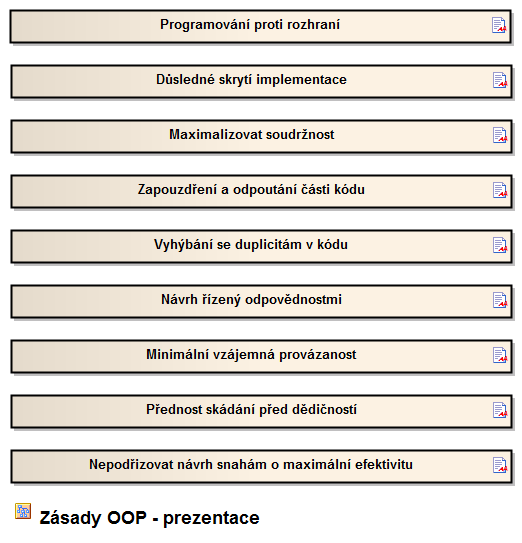 Programování proti rozhraní
Důsledné skrytí implementace
Maximalizovat soudržnost
Zapouzdření a odpoutání části kódu
Vyhýbání se duplicitám v kódu
Návrh řízený odpovědnostmi
Minimální vzájemná provázanost
Přednost skádání před dědičností
Nepodřizovat návrh snahám o maximální efektivitu
Zásady OOP - prezentace